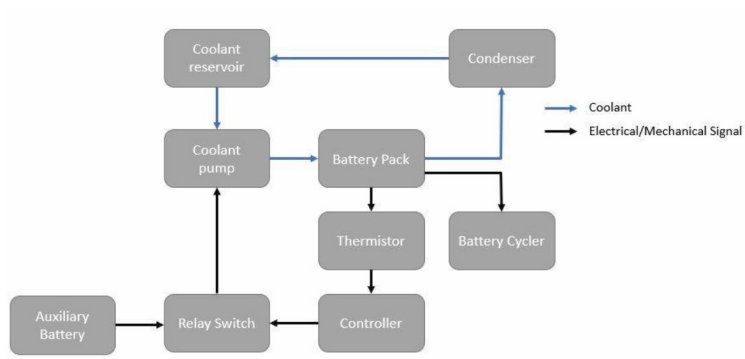 Coolant
reservoir
Condenser
Coolant
Electrical/Mechanical Signal
Coolant
pump
Battery Pack
Thermistor
Battery Cycler
Auxiliary
Battery
Relay Switch
Controller